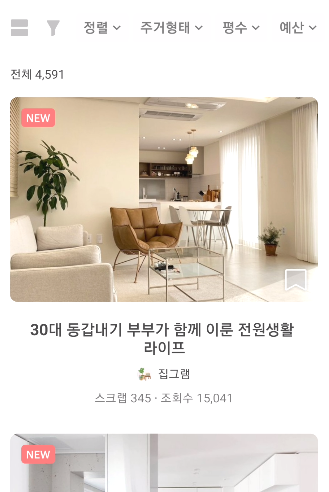 정렬 주거형태 평수 예산
전체 4,591
NEW
30대 동갑내기 부부가 함께 이룬 전원생활
라이프
집그램
스크랩 345 · 조회수 15,041
NEW